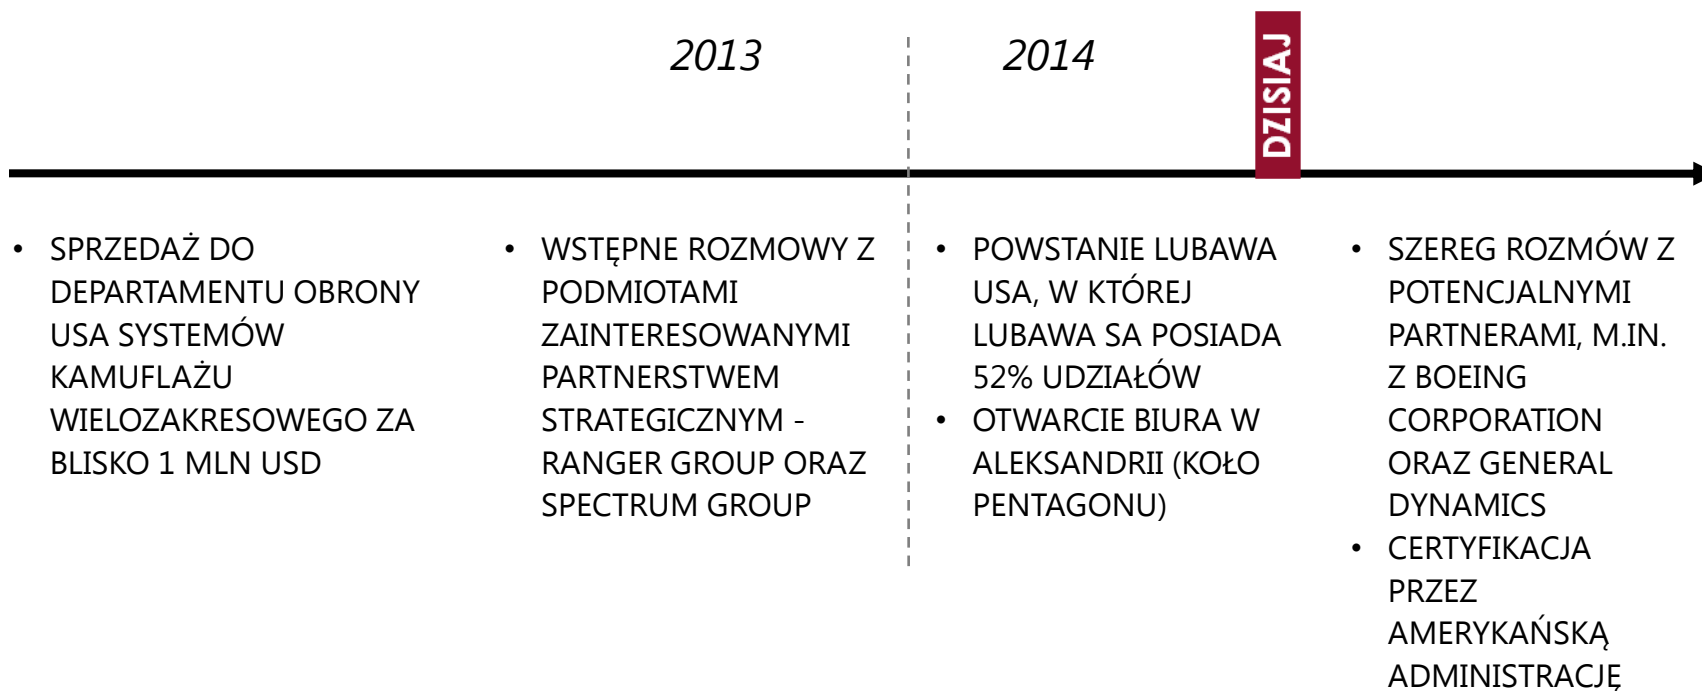 2013
2014
DZISIAJ
• SPRZEDAŻ DO
DEPARTAMENTU OBRONY
USA SYSTEMÓW
KAMUFLAŻU
WIELOZAKRESOWEGO ZA
BLISKO 1 MLN USD
• WSTĘPNE ROZMOWY Z
PODMIOTAMI
ZAINTERESOWANYMI
PARTNERSTWEM
STRATEGICZNYM -
RANGER GROUP ORAZ
SPECTRUM GROUP
• POWSTANIE LUBAWA
USA, W KTÓREJ
LUBAWA SA POSIADA
52% UDZIAŁÓW
• OTWARCIE BIURA W
ALEKSANDRII (KOŁO
PENTAGONU)
• SZEREG ROZMÓW Z
POTENCJALNYMI
PARTNERAMI, M.IN.
Z BOEING
CORPORATION
ORAZ GENERAL
DYNAMICS
• CERTYFIKACJA
PRZEZ
AMERYKAŃSKĄ
ADMINISTRACJĘ